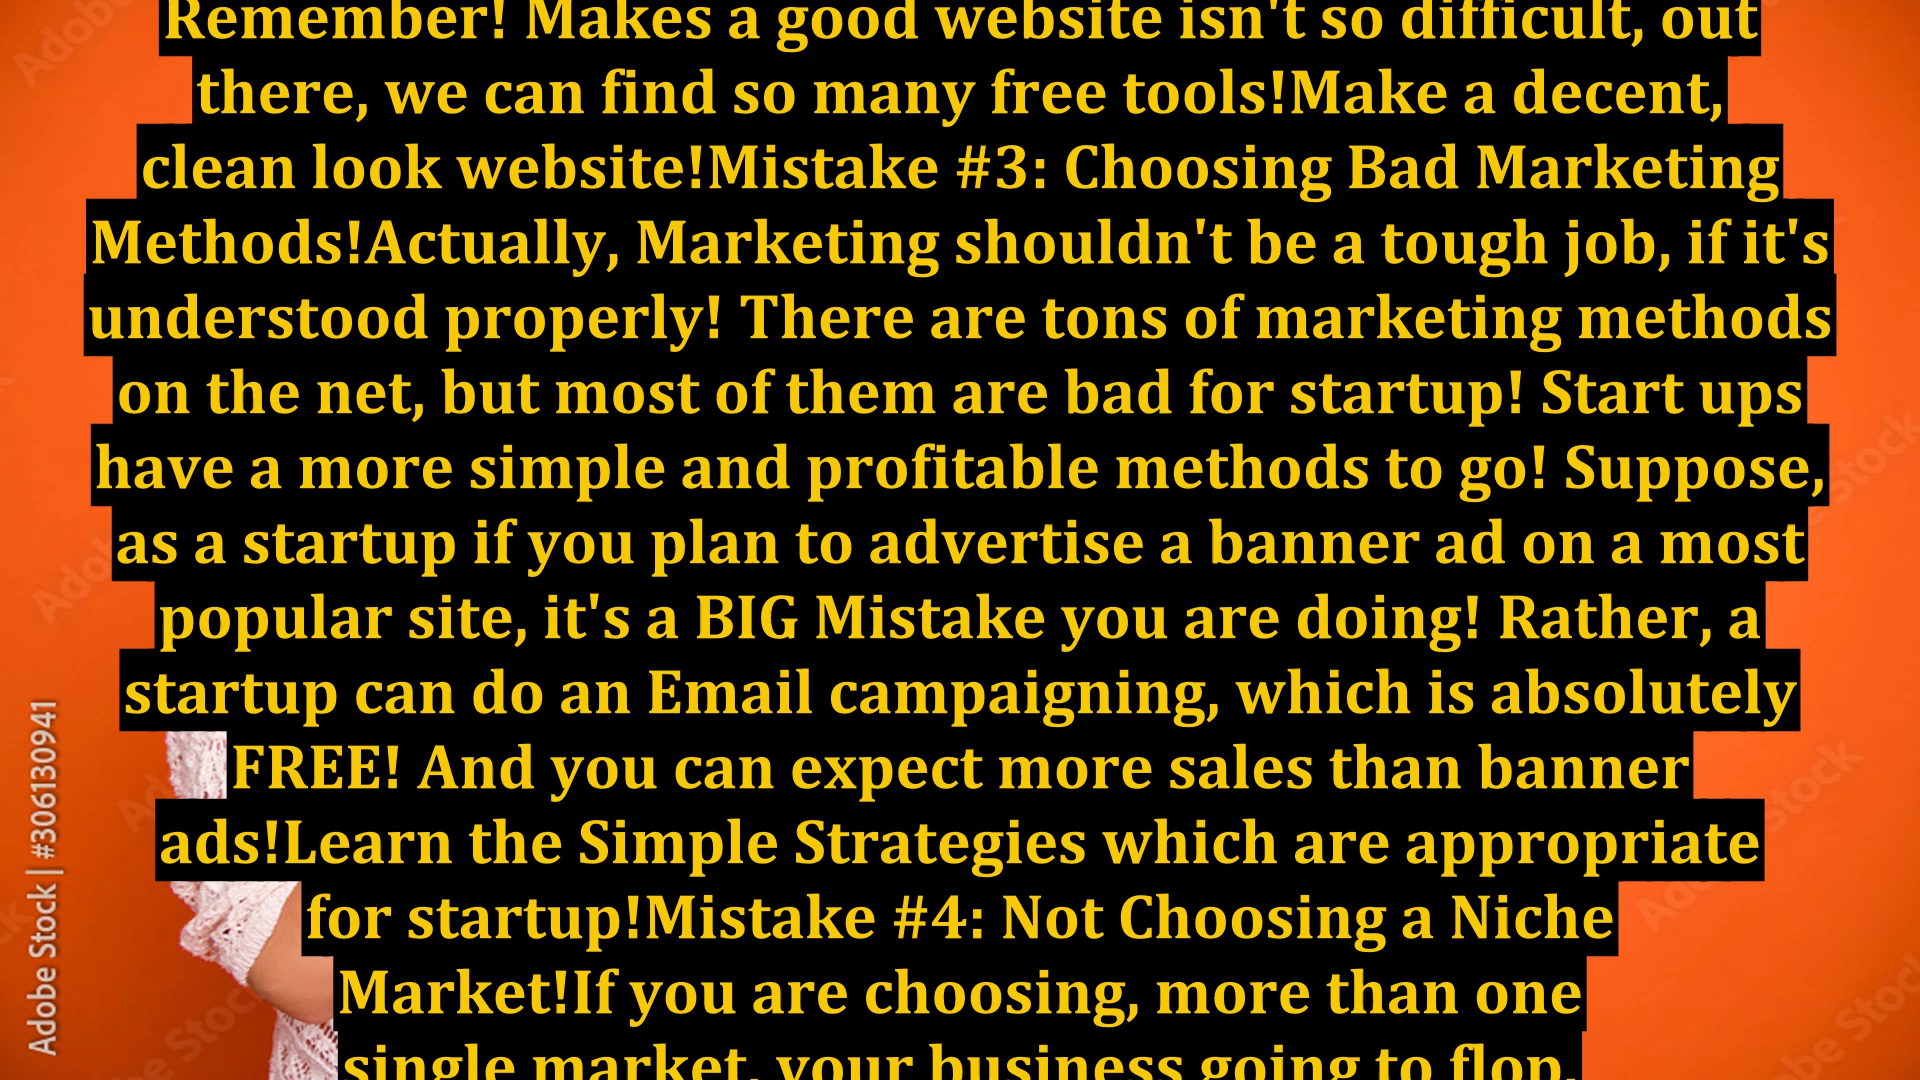 Remember! Makes a good website isn't so difficult, out
there, we can find so many free tools!Make a decent,
clean look website!Mistake #3: Choosing Bad Marketing
Methods!Actually, Marketing shouldn't be a tough job, if it's
understood properly! There are tons of marketing methods
on the net, but most of them are bad for startup! Start ups
have a more simple and profitable methods to go! Suppose,
as a startup if you plan to advertise a banner ad on a most
popular site, it's a BIG Mistake you are doing! Rather, a
startup can do an Email campaigning, which is absolutely
FREE! And you can expect more sales than banner
ads!Learn the Simple Strategies which are appropriate
for startup!Mistake #4: Not Choosing a Niche
Market!If you are choosing, more than one
single market, your business going to flop.
Adobe Stock | #306130941